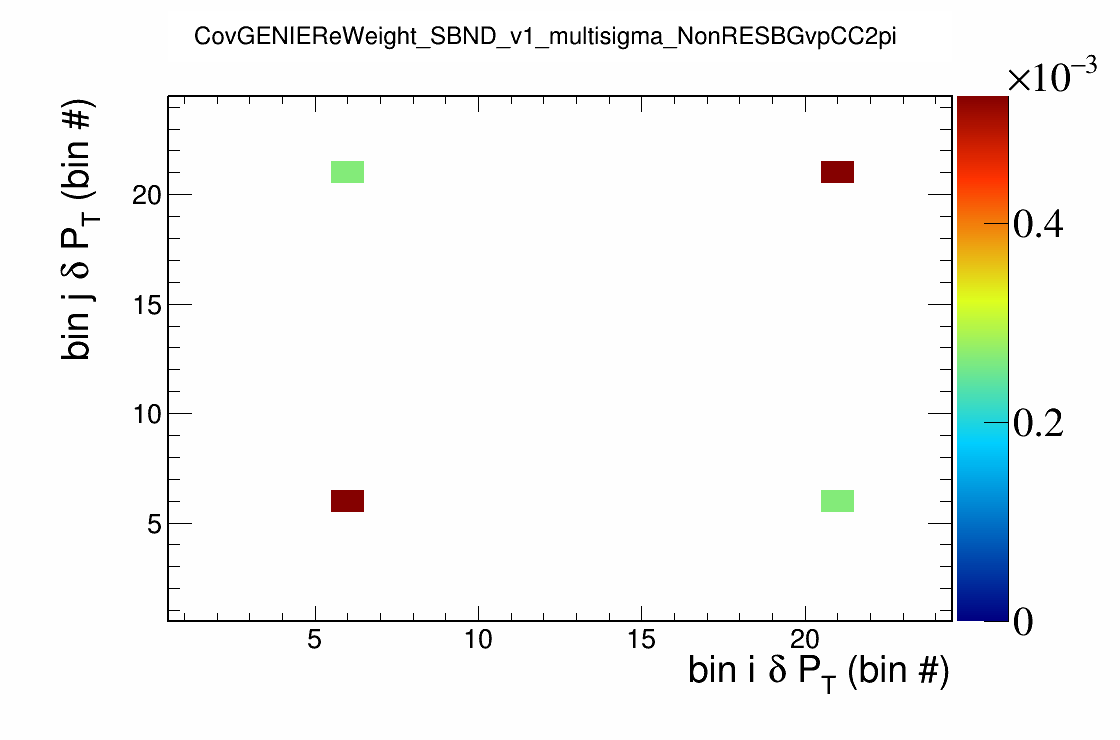 CovGENIEReWeight_SBND_v1_multisigma_NonRESBGvpCC2pi
×10⁻³
bin j δ P_T (bin #)
20
15
10
5
0.4
0.2
0
5 10 15 20
bin i δ P_T (bin #)